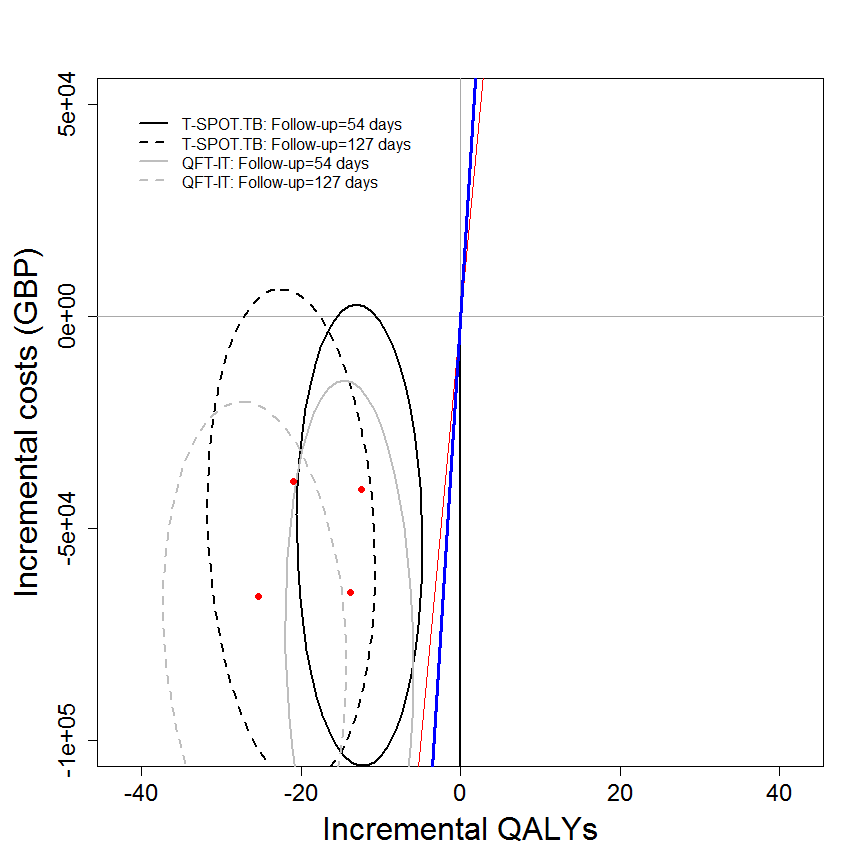 T-SPOT.TB: Follow-up=54 days
T-SPOT.TB: Follow-up=127 days
QFT-IT: Follow-up=54 days
QFT-IT: Follow-up=127 days
Incremental costs (GBP)
5e+04
0e+00
-5e+04
-1e+05
-40 -20 0 20 40
Incremental QALYs